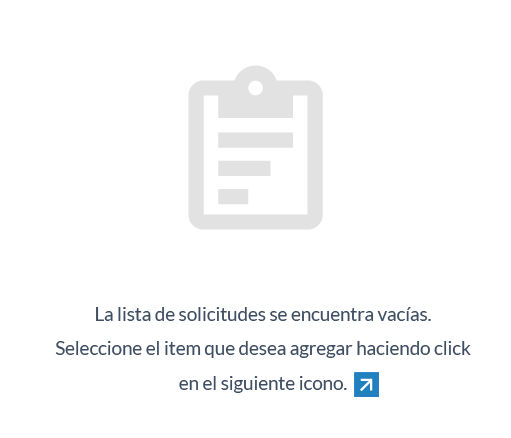 La lista de solicitudes se encuentra vacías.
Seleccione el item que desea agregar haciendo click
en el siguiente icono.